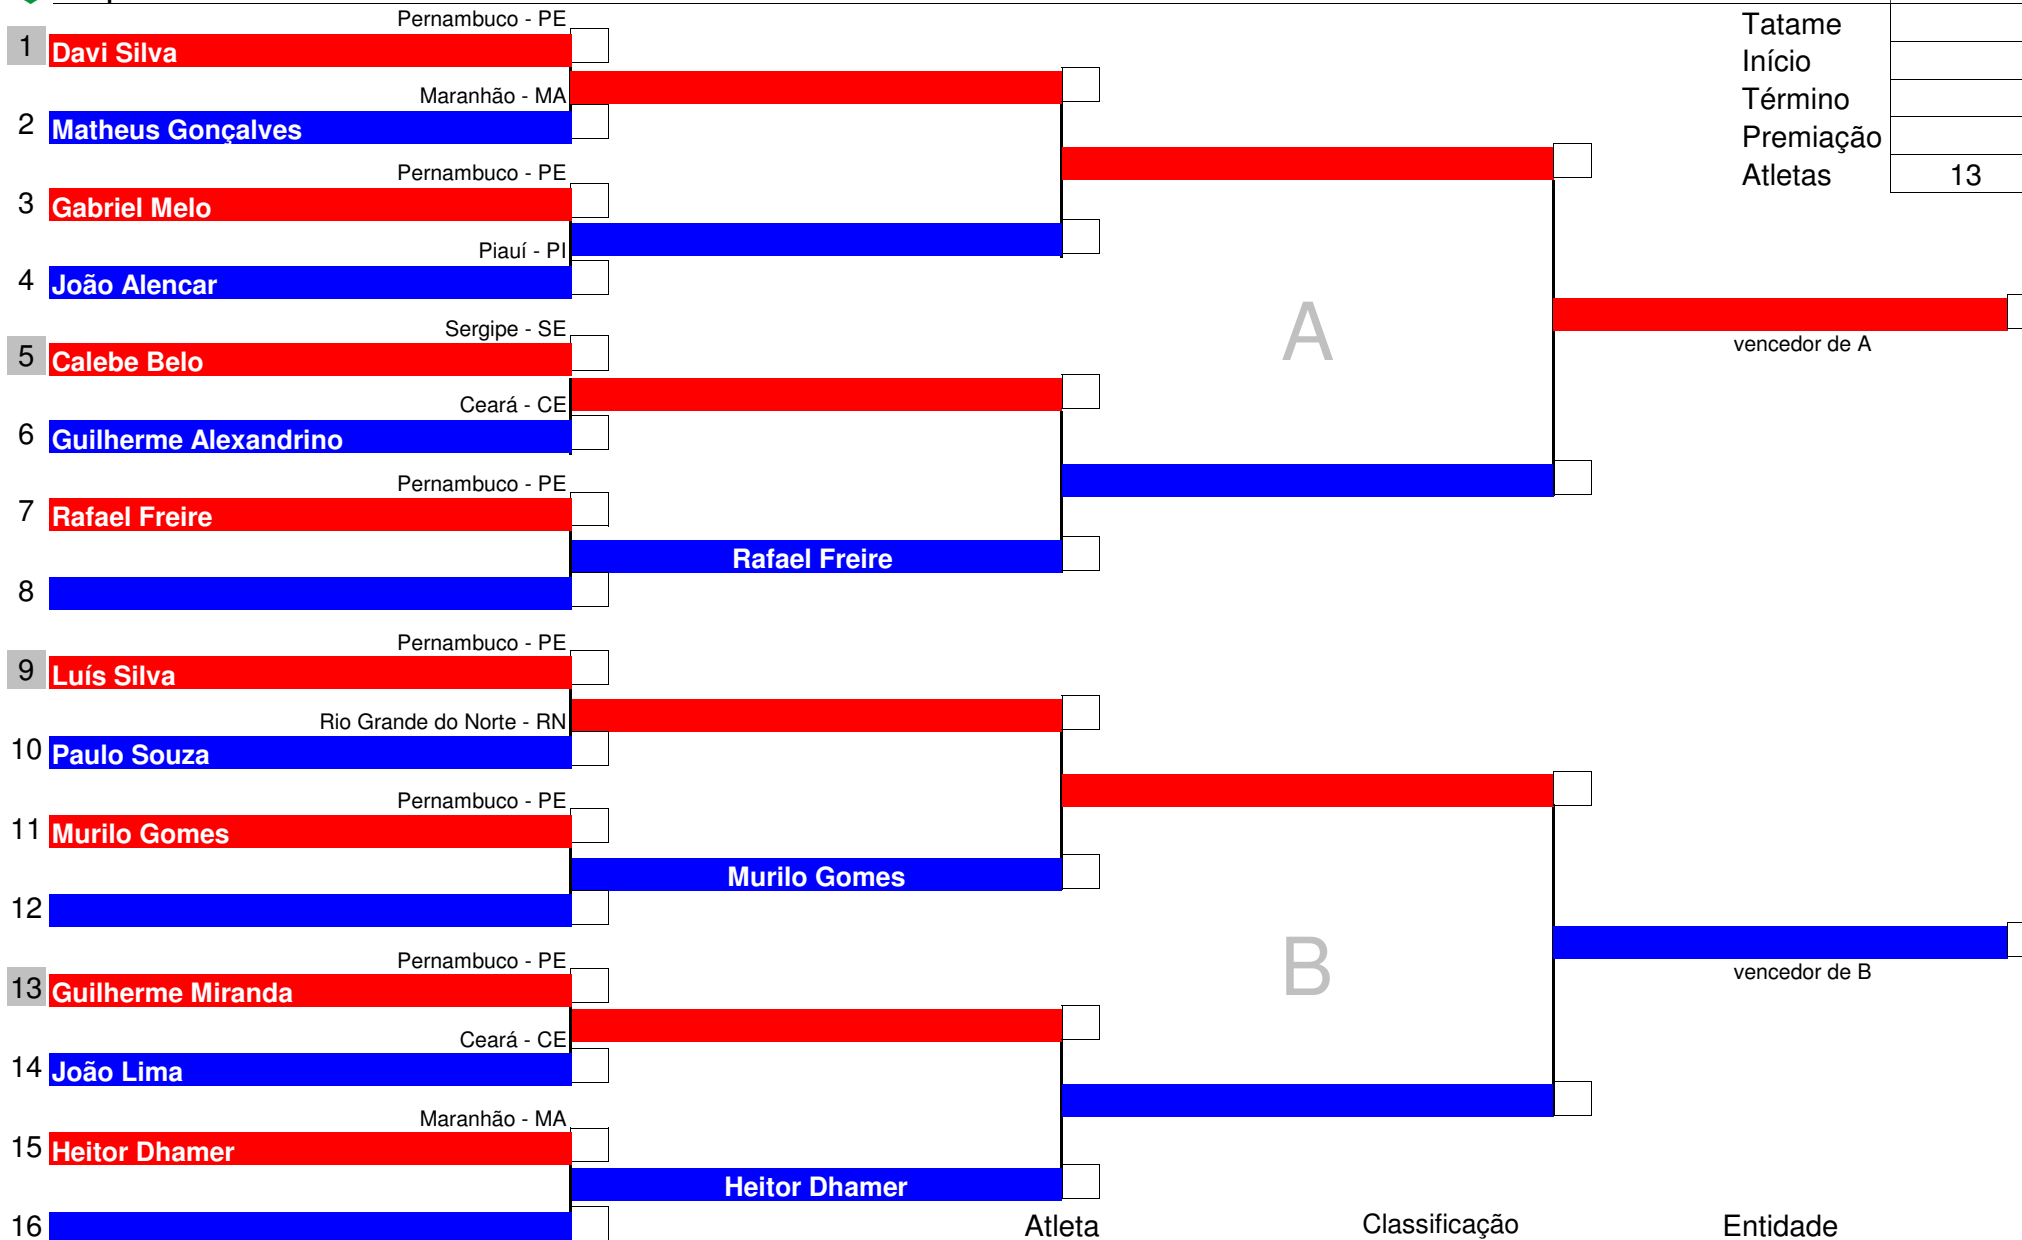 Pernambuco - PE
1 Davi Silva
Maranhão - MA
2 Matheus Gonçalves
Pernambuco - PE
3 Gabriel Melo
Piauí - PI
4 João Alencar
Sergipe - SE
5 Calebe Belo
Ceará - CE
6 Guilherme Alexandrino
Pernambuco - PE
7 Rafael Freire
Rafael Freire
8
Pernambuco - PE
9 Luís Silva
Rio Grande do Norte - RN
10 Paulo Souza
Pernambuco - PE
11 Murilo Gomes
Murilo Gomes
12
Pernambuco - PE
13 Guilherme Miranda
Ceará - CE
14 João Lima
Maranhão - MA
15 Heitor Dhamer
Heitor Dhamer
16
A
B
vencedor de A
vencedor de B
Tatame
Início
Término
Premiação
Atletas 13
Atleta Classificação Entidade